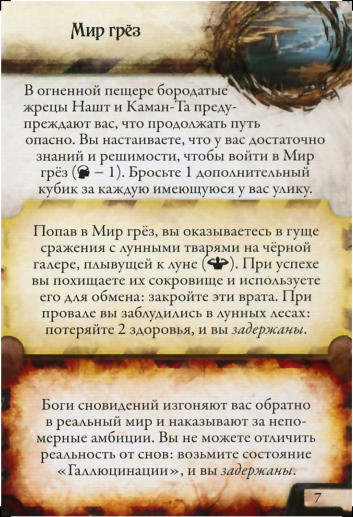 Мир грёз
В огненной пещере бородатые
жрецы Нашт и Каман-Та преду-
преждают вас, что продолжать путь
опасно. Вы настаиваете, что у вас достаточно
знаний и решимости, чтобы войти в Мир
грёз ( – 1). Бросьте 1 дополнительный
кубик за каждую имеющуюся у вас улику.
Попав в Мир грёз, вы оказываетесь в гуще
сражения с лунными тварями на чёрной
галере, плывущей к луне ( ). При успехе
вы похищаете их сокровище и используете
его для обмена: закройте эти врата. При
провале вы заблудились в лунных лесах:
потеряйте 2 здоровья, и вы задержаны.
Боги сновидений изгоняют вас обратно
в реальный мир и наказывают за непо-
мерные амбиции. Вы не можете отличить
реальность от снов: возьмите состояние
«Галлюцинации», и вы задержаны.
7